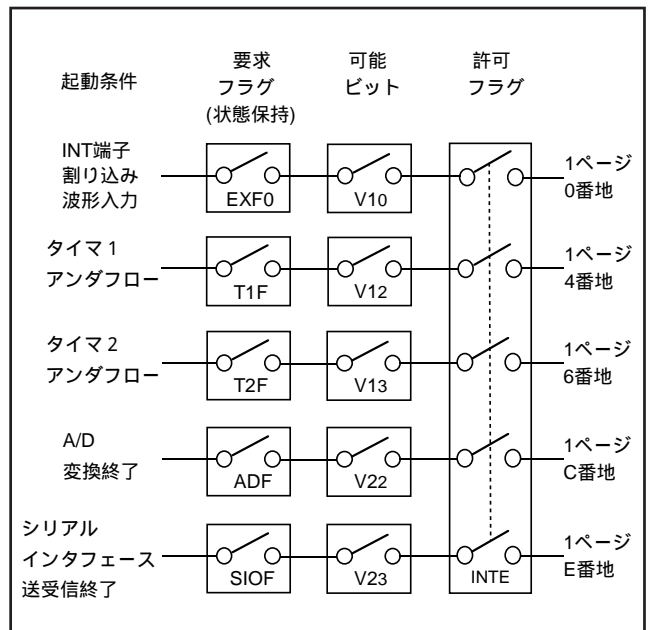 起動条件
要求
フラグ
(状態保持)
可能
ビット
許可
フラグ
INT端子
割り込み
波形入力
EXF0
V10
1ページ
0番地
タイマ1
アンダフロー
T1F
V12
1ページ
4番地
タイマ2
アンダフロー
T2F
V13
1ページ
6番地
A/D
変換終了
ADF
V22
1ページ
C番地
シリアル
インタフェース
送受信終了
SIOF
V23
INTE
1ページ
E番地